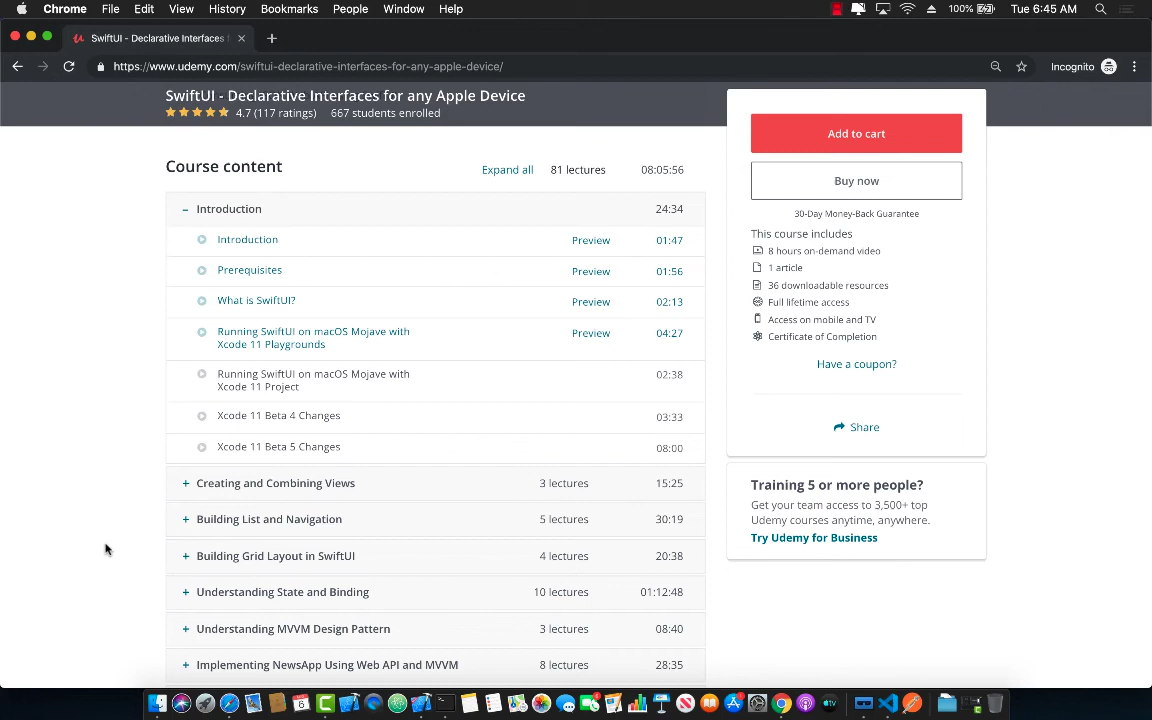 Chrome File Edit View History Bookmarks People Window Help 100% Tue 6:45 AM
SwiftUI - Declarative Interfaces f
https://www.udemy.com/swiftui-declarative-interfaces-for-any-apple-device/ Incognito
SwiftUI - Declarative Interfaces for any Apple Device
4.7 (117 ratings) 667 students enrolled
Course content Expand all 81 lectures 08:05:56
Introduction 24:34
Introduction Preview 01:47
Prerequisites Preview 01:56
What is SwiftUI? Preview 02:13
Running SwiftUI on macOS Mojave with Preview 04:27
Xcode 11 Playgrounds
Running SwiftUI on macOS Mojave with 02:38
Xcode 11 Project
Xcode 11 Beta 4 Changes 03:33
Xcode 11 Beta 5 Changes 08:00
Creating and Combining Views 3 lectures 15:25
Building List and Navigation 5 lectures 30:19
Building Grid Layout in SwiftUI 4 lectures 20:38
Understanding State and Binding 10 lectures 01:12:48
Understanding MVVM Design Pattern 3 lectures 08:40
Implementing NewsApp Using Web API and MVVM 8 lectures 28:35
Add to cart
Buy now
30-Day Money-Back Guarantee
This course includes
8 hours on-demand video
1 article
36 downloadable resources
Full lifetime access
Access on mobile and TV
Certificate of Completion
Have a coupon?
Share
Training 5 or more people?
Get your team access to 3,500+ top
Udemy courses anytime, anywhere.
Try Udemy for Business